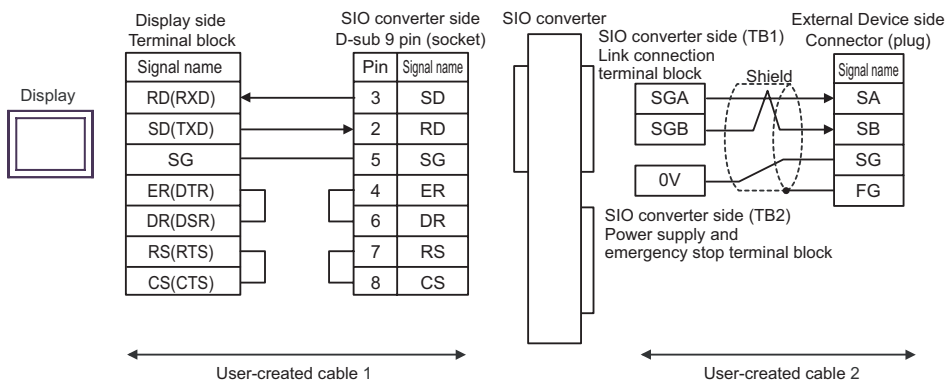 Display
Display side
Terminal block
Signal name
RD(RXD)
SD(TXD)
SG
ER(DTR)
DR(DSR)
RS(RTS)
CS(CTS)
SIO converter side
D-sub 9 pin (socket)
Pin Signal name
3 SD
2 RD
5 SG
4 ER
6 DR
7 RS
8 CS
User-created cable 1
SIO converter
SIO converter side (TB1)
Link connection
terminal block
SGA
SGB
0V
Shield
SIO converter side (TB2)
Power supply and
emergency stop terminal block
External Device side
Connector (plug)
Signal name
SA
SB
SG
FG
User-created cable 2